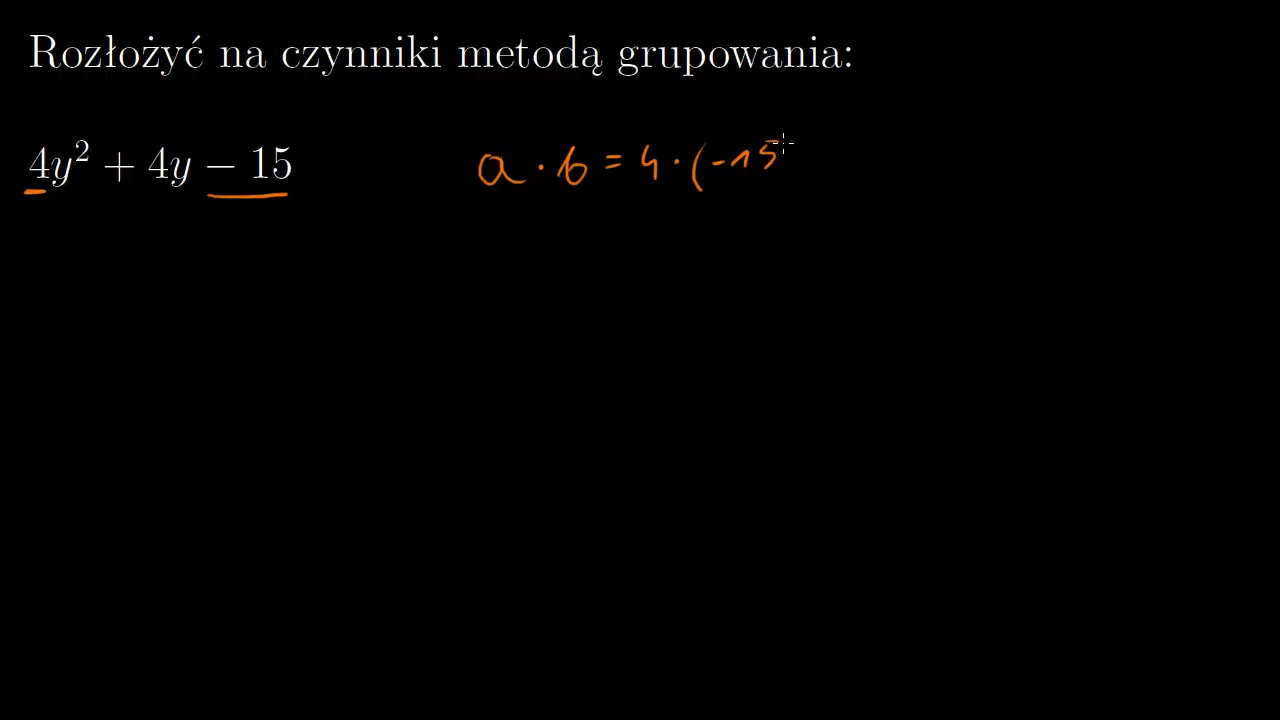 Rozłożyć na czynniki metodą grupowania:
4y² + 4y − 15
a · b = 4 · (-15